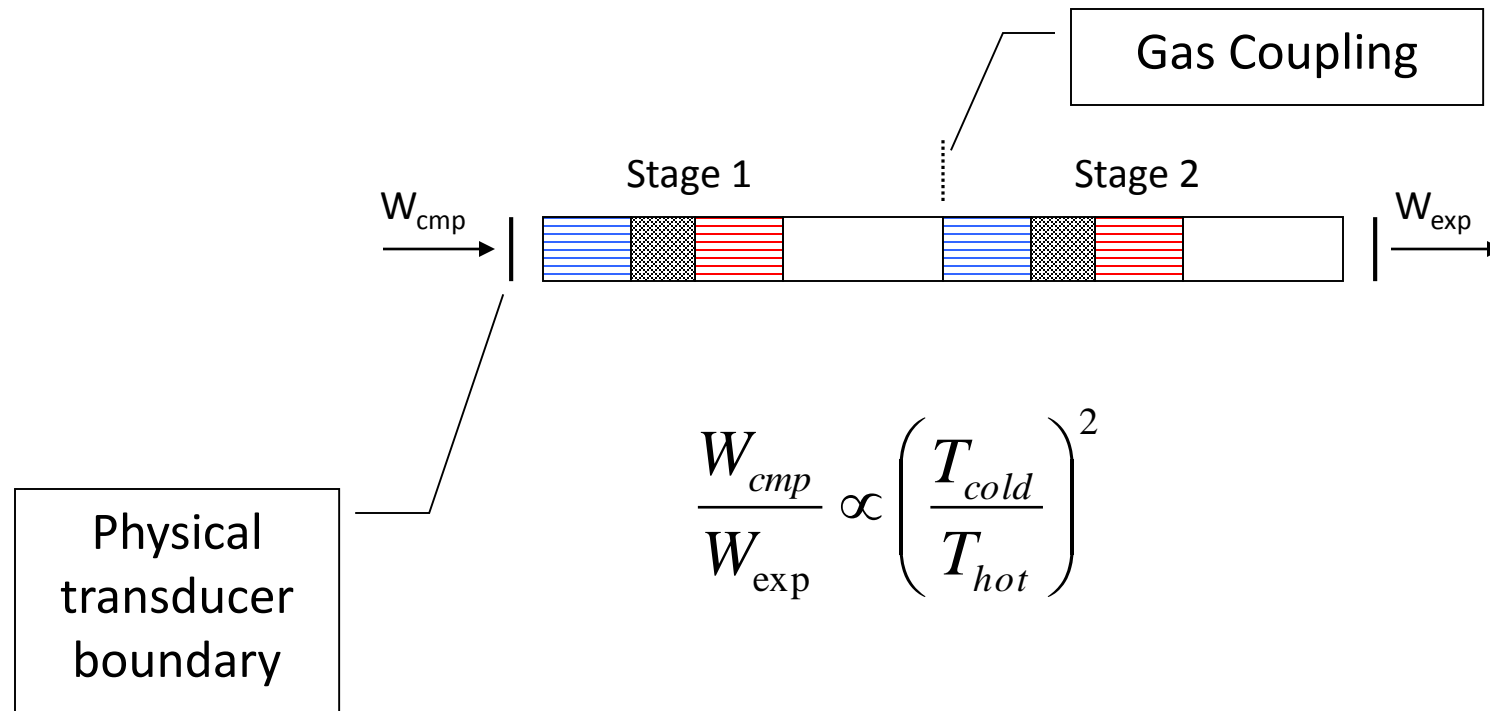 Gas Coupling
Stage 1
Stage 2
W_cmp
W_exp
W_cmp / W_exp ∝ (T_cold / T_hot)^2
Physical
transducer
boundary